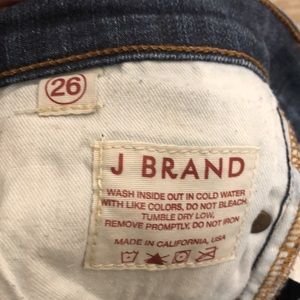 26
J BRAND
WASH INSIDE OUT IN COLD WATER
WITH LIKE COLORS, DO NOT BLEACH,
TUMBLE DRY LOW,
REMOVE PROMPTLY, DO NOT IRON
MADE IN CALIFORNIA, USA